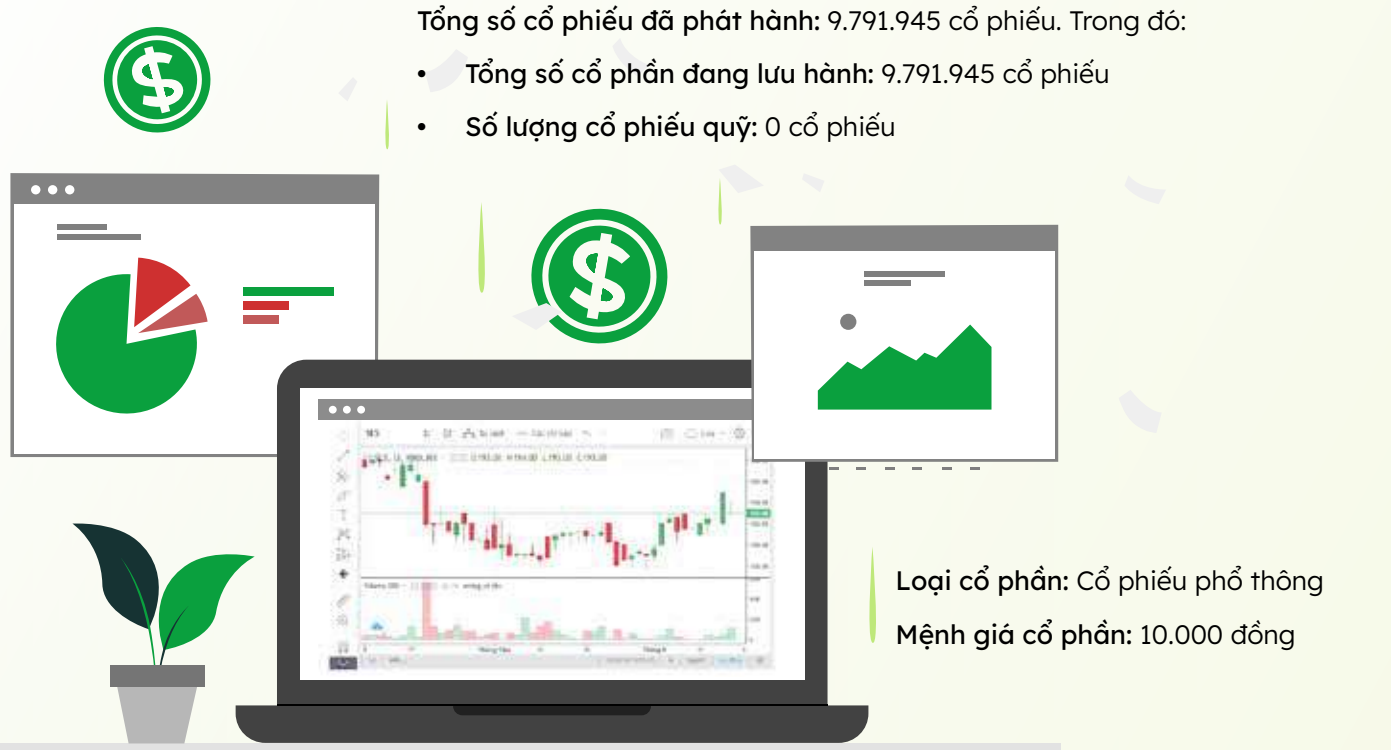 Tổng số cổ phiếu đã phát hành: 9.791.945 cổ phiếu. Trong đó:
• Tổng số cổ phần đang lưu hành: 9.791.945 cổ phiếu
• Số lượng cổ phiếu quỹ: 0 cổ phiếu
Loại cổ phần: Cổ phiếu phổ thông
Mệnh giá cổ phần: 10.000 đồng